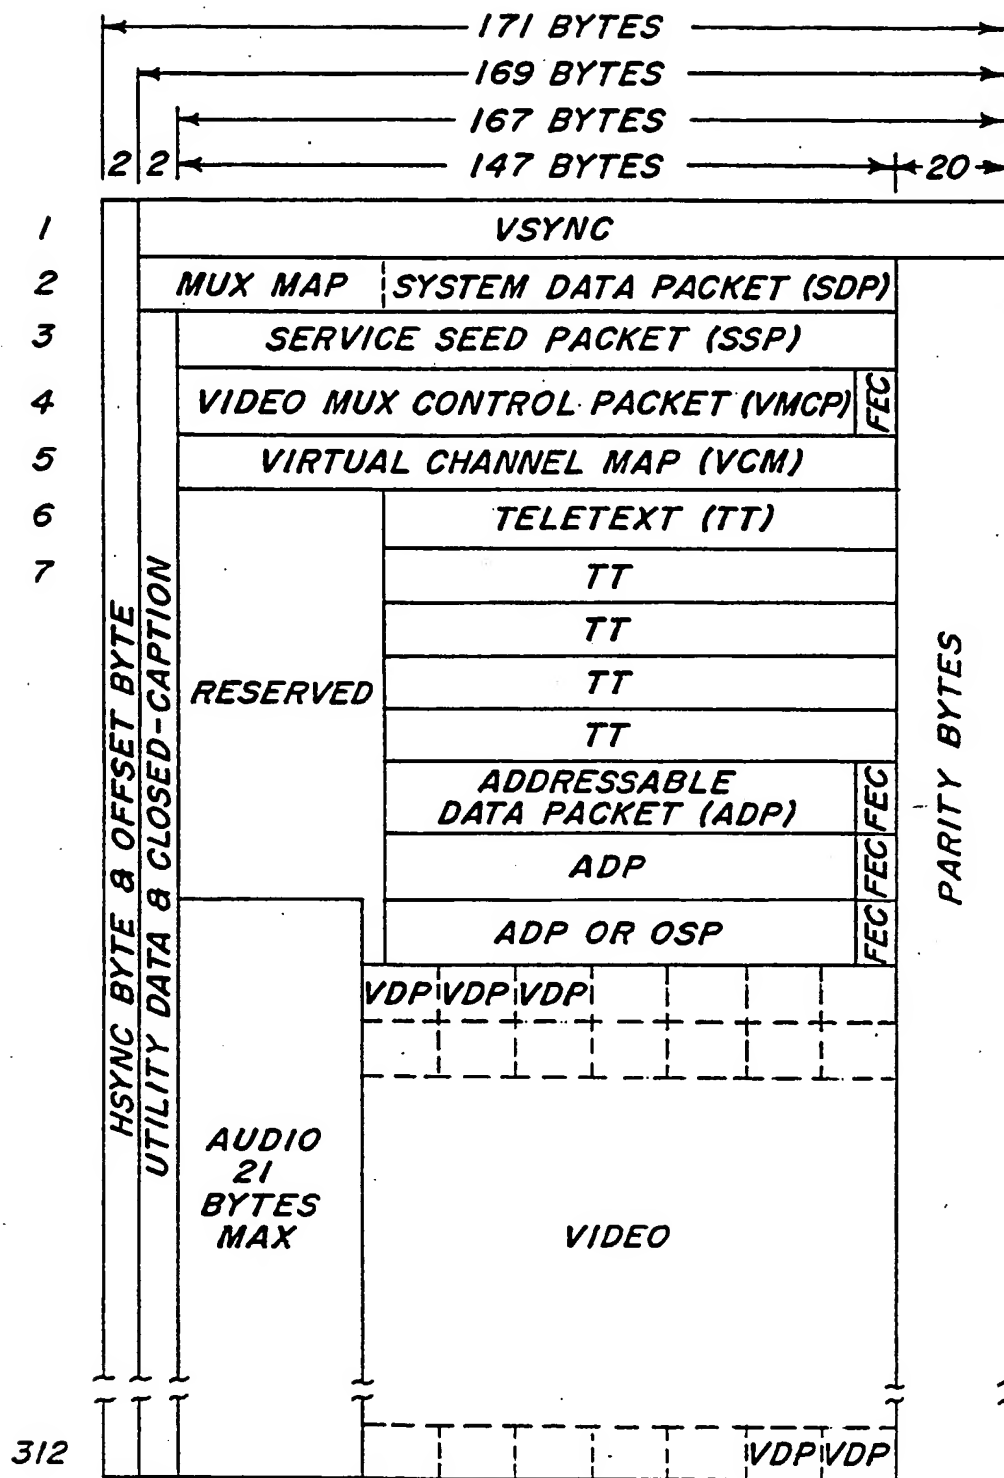 171 BYTES
169 BYTES
167 BYTES
2 2 147 BYTES 20
1 VSYNC
2 MUX MAP SYSTEM DATA PACKET (SDP)
3 SERVICE SEED PACKET (SSP)
4 VIDEO MUX CONTROL PACKET (VMCP) FEC
5 VIRTUAL CHANNEL MAP (VCM)
6 TELETEXT (TT)
7 TT
TT
TT
TT
RESERVED
ADDRESSABLE
DATA PACKET (ADP) FEC
ADP FEC
ADP OR OSP FEC
HSYNC BYTE & OFFSET BYTE
UTILITY DATA & CLOSED-CAPTION
PARITY BYTES
VDP VDP VDP
AUDIO
21
BYTES
MAX
VIDEO
312 VDP VDP